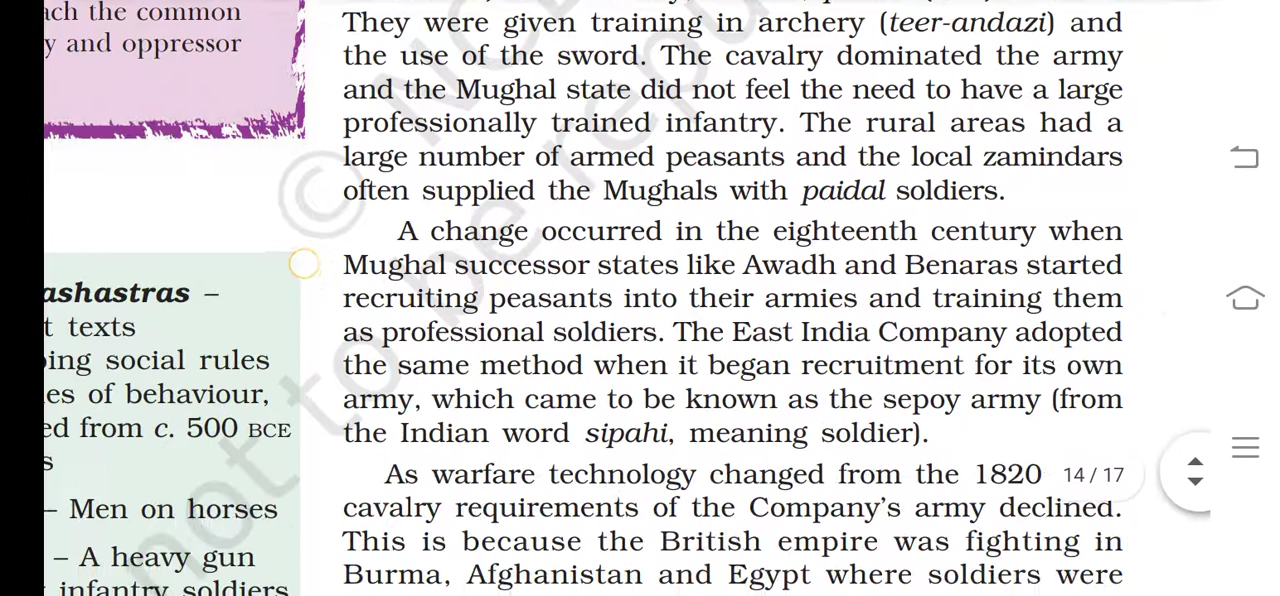 ach the common
y and oppressor
They were given training in archery (teer-andazi) and
the use of the sword. The cavalry dominated the army
and the Mughal state did not feel the need to have a large
professionally trained infantry. The rural areas had a
large number of armed peasants and the local zamindars
often supplied the Mughals with paidal soldiers.
A change occurred in the eighteenth century when
Mughal successor states like Awadh and Benaras started
recruiting peasants into their armies and training them
as professional soldiers. The East India Company adopted
the same method when it began recruitment for its own
army, which came to be known as the sepoy army (from
the Indian word sipahi, meaning soldier).
As warfare technology changed from the 1820
cavalry requirements of the Company's army declined.
This is because the British empire was fighting in
Burma, Afghanistan and Egypt where soldiers were
ashastras –
t texts
ing social rules
es of behaviour,
ed from c. 500 BCE
s
– Men on horses
– A heavy gun
infantry soldiers
14/17
© NC
not to be repu